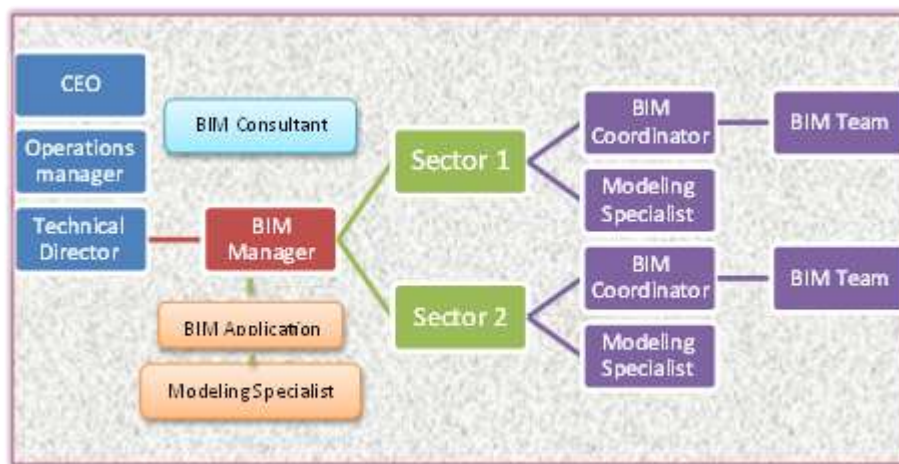 CEO
Operations
manager
Technical
Director
BIM Consultant
BIM
Manager
BIM Application
Modeling Specialist
Sector 1
Sector 2
BIM
Coordinator
BIM Team
Modeling
Specialist
BIM
Coordinator
BIM Team
Modeling
Specialist